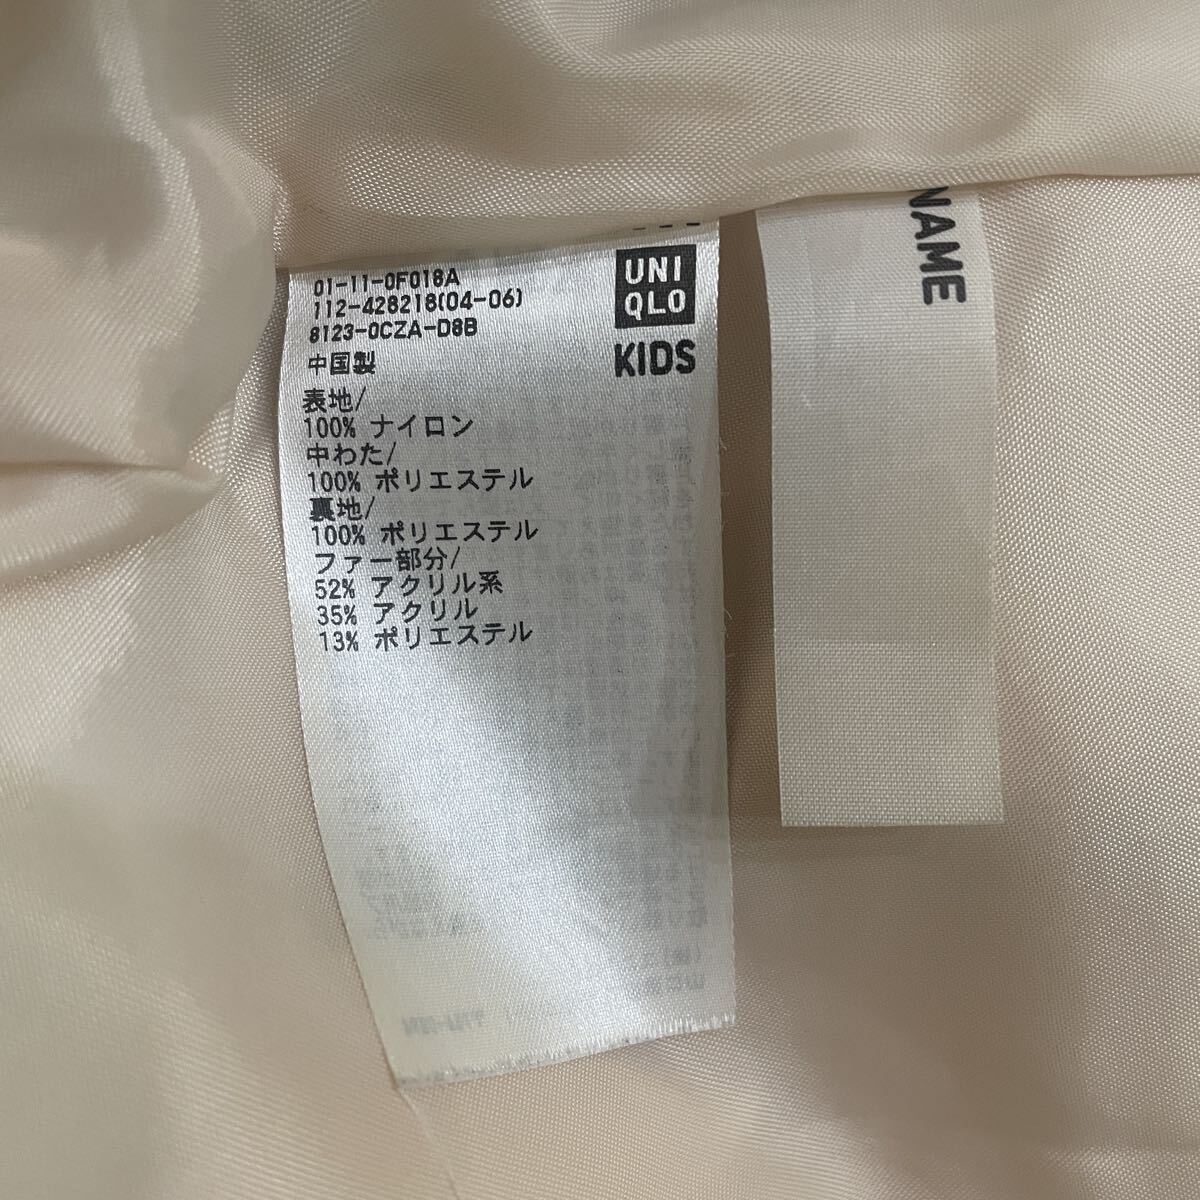 01-11-0F018A
112-428218(04-06)
8123-0CZA-D8B
中国製
表地/
100% ナイロン
中わた/
100% ポリエステル
裏地/
100% ポリエステル
ファー部分/
52% アクリル系
35% アクリル
13% ポリエステル
UNI
QLO
KIDS
NAME